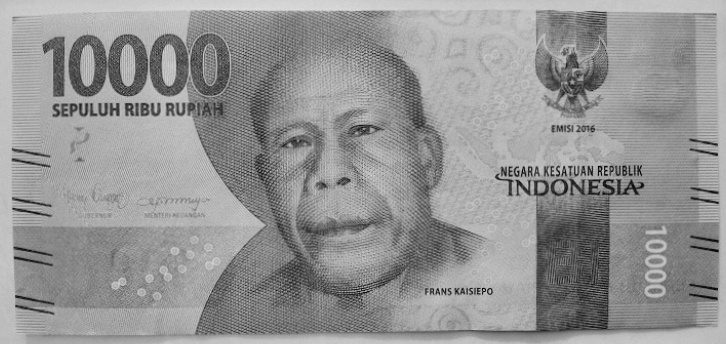 10000
SEPULUH RIBU RUPIAH
EMISI 2016
NEGARA KESATUAN REPUBLIK
INDONESIA
GUBERNUR
MENTERI KEUANGAN
FRANS KAISIEPO
10000